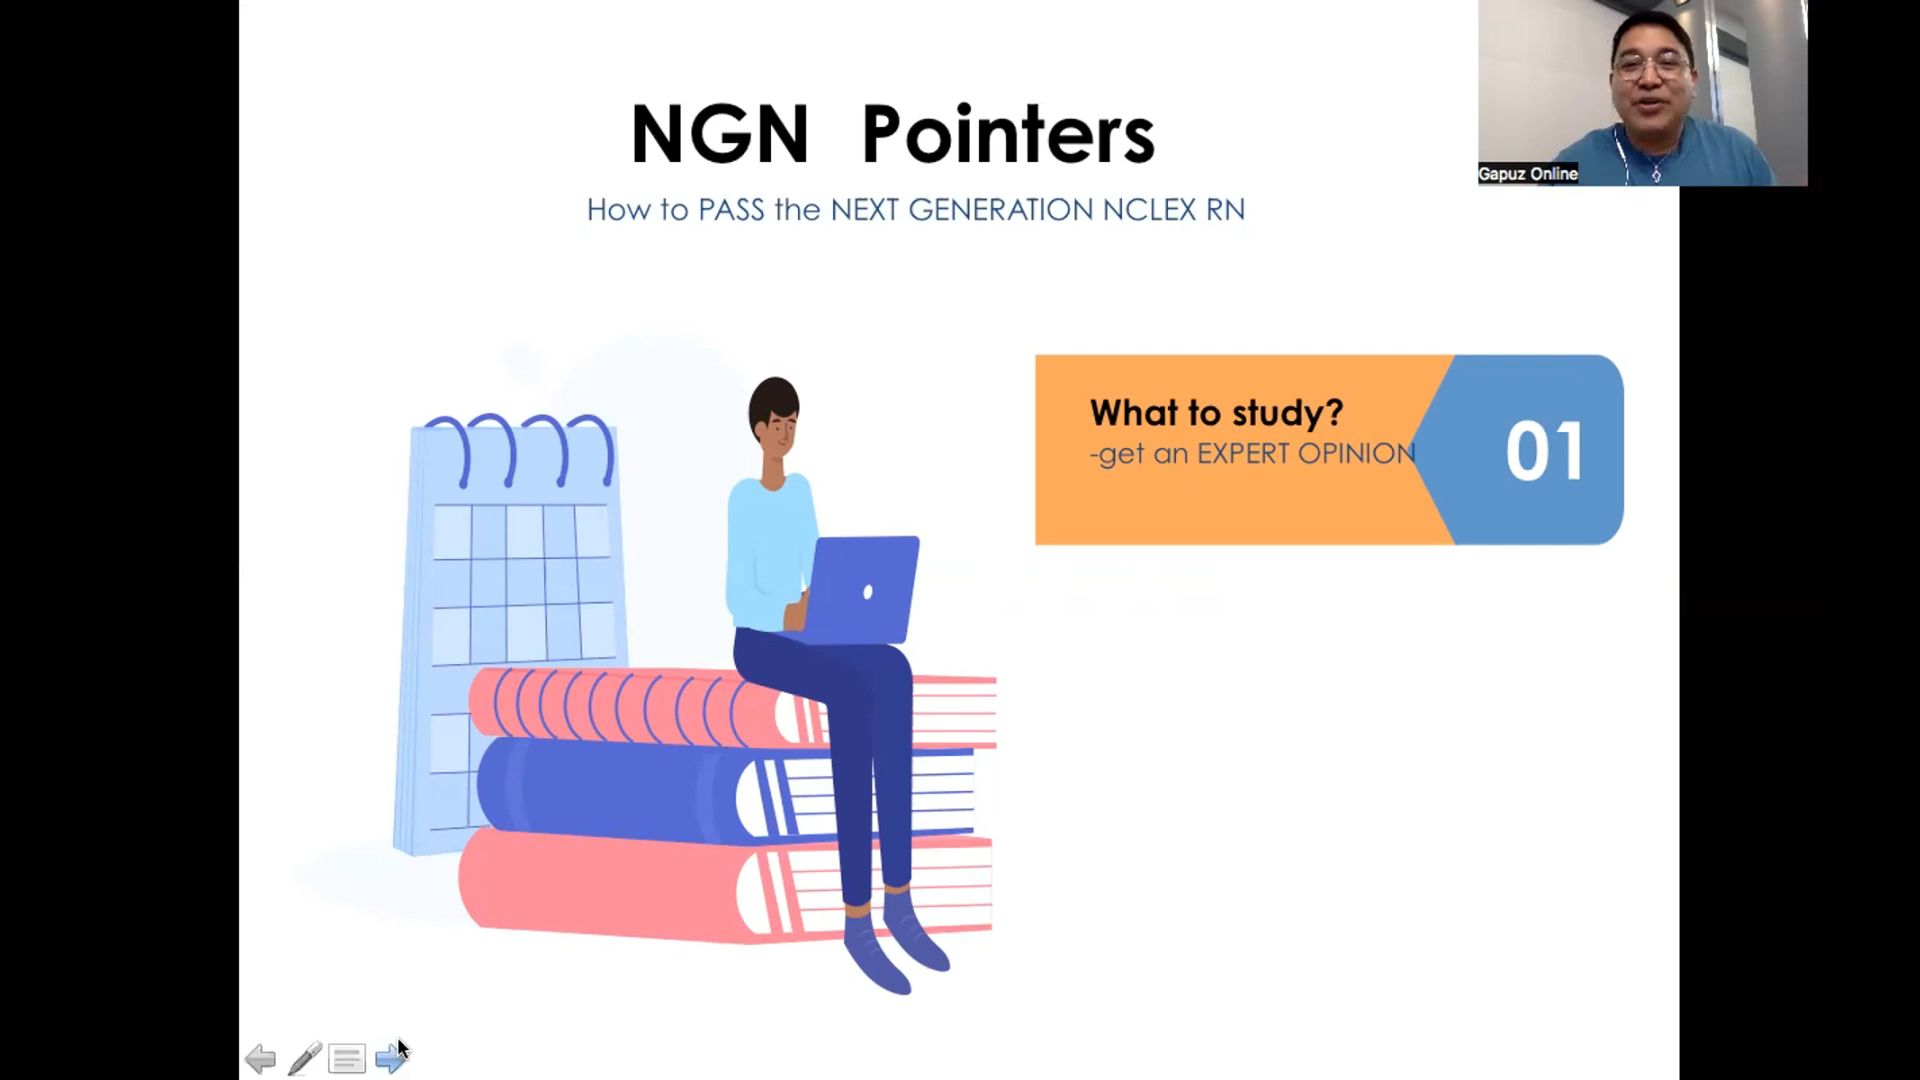 NGN Pointers
How to PASS the NEXT GENERATION NCLEX RN
Gapuz Online
What to study?
-get an EXPERT OPINION
01